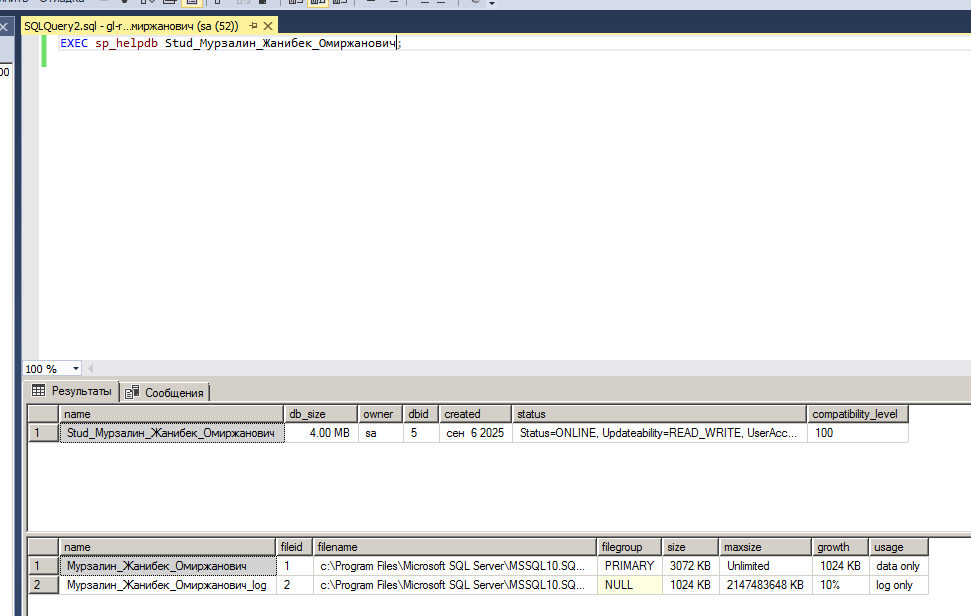 Отладка
SQLQuery2.sql - gl-r...миржанович (sa (52))
00
EXEC sp_helpdb Stud_Мурзалин_Жанибек_Омиржанович;
100 %
Результаты Сообщения
name db_size owner dbid created status compatibility_level
1 Stud_Мурзалин_Жанибек_Омиржанович 4.00 MB sa 5 сен 6 2025 Status=ONLINE, Updateability=READ_WRITE, UserAcc... 100
name fileid filename filegroup size maxsize growth usage
1 Мурзалин_Жанибек_Омиржанович 1 c:\Program Files\Microsoft SQL Server\MSSQL10.SQ... PRIMARY 3072 KB Unlimited 1024 KB data only
2 Мурзалин_Жанибек_Омиржанович_log 2 c:\Program Files\Microsoft SQL Server\MSSQL10.SQ... NULL 1024 KB 2147483648 KB 10% log only